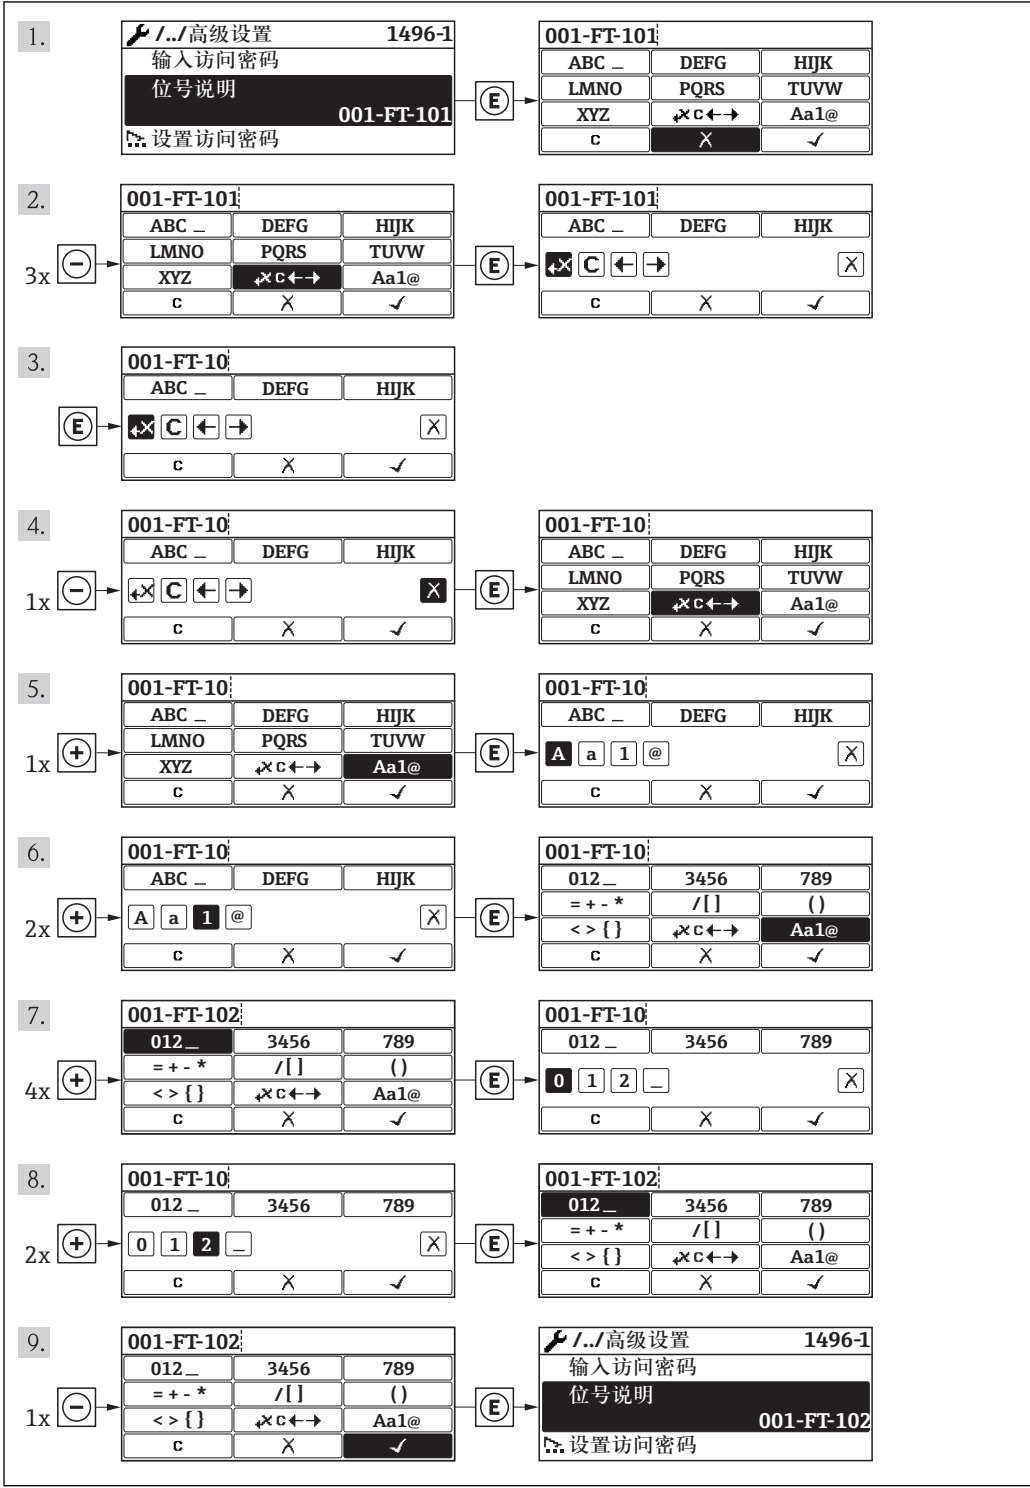 1.
/../高级设置 1496-1
输入访问密码
位号说明
001-FT-101
设置访问密码
E
001-FT-101
ABC _ DEFG HIJK
LMNO PQRS TUVW
XYZ C←→ Aa1@
C X ✓
2.
3x −
001-FT-101
ABC _ DEFG HIJK
LMNO PQRS TUVW
XYZ C←→ Aa1@
C X ✓
E
001-FT-101
ABC _ DEFG HIJK
C ← → X
C X ✓
3.
E
001-FT-10
ABC _ DEFG HIJK
C ← → X
C X ✓
4.
1x −
001-FT-10
ABC _ DEFG HIJK
C ← → X
C X ✓
E
001-FT-10
ABC _ DEFG HIJK
LMNO PQRS TUVW
XYZ C←→ Aa1@
C X ✓
5.
1x +
001-FT-10
ABC _ DEFG HIJK
LMNO PQRS TUVW
XYZ C←→ Aa1@
C X ✓
E
001-FT-10
ABC _ DEFG HIJK
A a 1 @ X
C X ✓
6.
2x +
001-FT-10
ABC _ DEFG HIJK
A a 1 @ X
C X ✓
E
001-FT-10
012_ 3456 789
= + - * / [ ] ( )
< > { } C←→ Aa1@
C X ✓
7.
4x +
001-FT-102
012_ 3456 789
= + - * / [ ] ( )
< > { } C←→ Aa1@
C X ✓
E
001-FT-10
012 _ 3456 789
0 1 2 _ X
C X ✓
8.
2x +
001-FT-10
012 _ 3456 789
0 1 2 _ X
C X ✓
E
001-FT-102
012_ 3456 789
= + - * / [ ] ( )
< > { } C←→ Aa1@
C X ✓
9.
1x −
001-FT-102
012_ 3456 789
= + - * / [ ] ( )
< > { } C←→ Aa1@
C X ✓
E
/../高级设置 1496-1
输入访问密码
位号说明
001-FT-102
设置访问密码